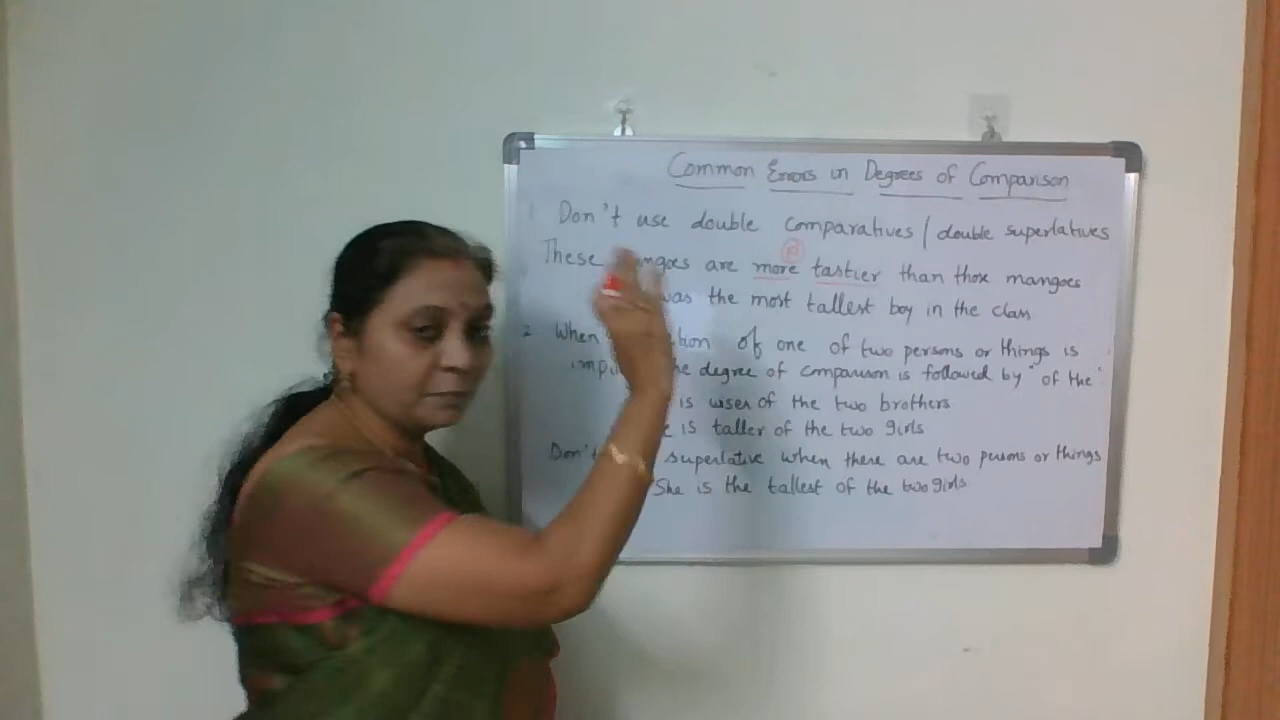 Common Errors in Degrees of Comparison
1 Don't use double comparatives / double superlatives
These are more tastier than those mangoes
was the most tallest boy in the class
2 When of one of two persons or things is
degree of comparison is followed by "of the"
is wiser of the two brothers
is taller of the two girls
Don't superlative when there are two persons or things
She is the tallest of the two girls